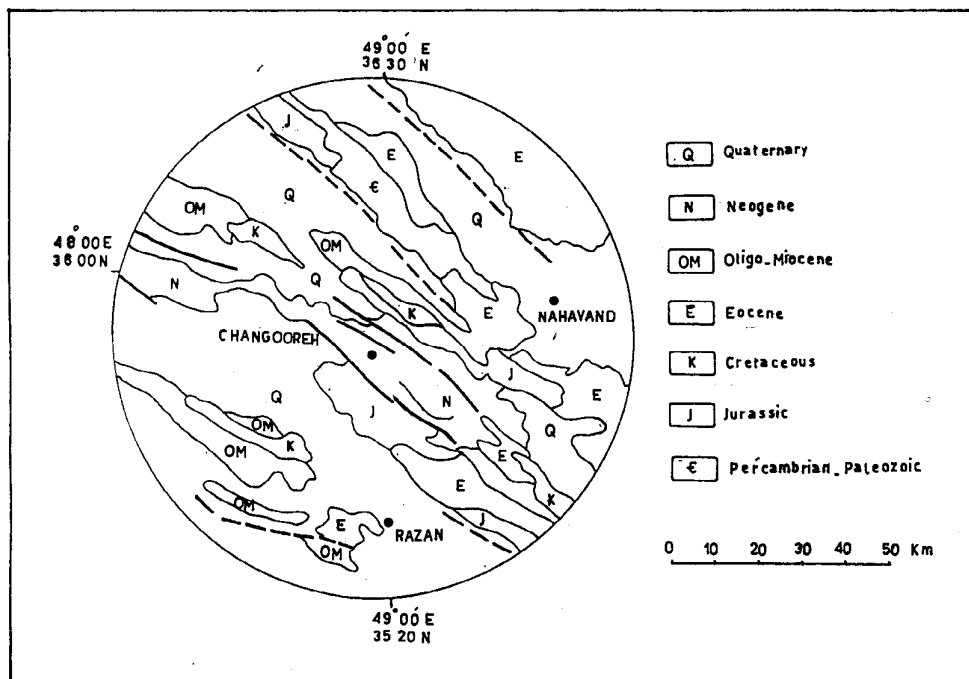 49°00' E
36 30 N
J
E
E
Q
Є
Q
OM
K
OM
48°00 E
36 00 N
Q
N
K
E
NAHAVAND
CHANGOOREH
J
E
Q
N
J
Q
OM
K
E
OM
E
K
OM
J
E
RAZAN
OM
49°00' E
35 20 N
Q Quaternary
N Neogene
OM Oligo_Miocene
E Eocene
K Cretaceous
J Jurassic
Є Percambrian_Paleozoic
0 10 20 30 40 50 Km